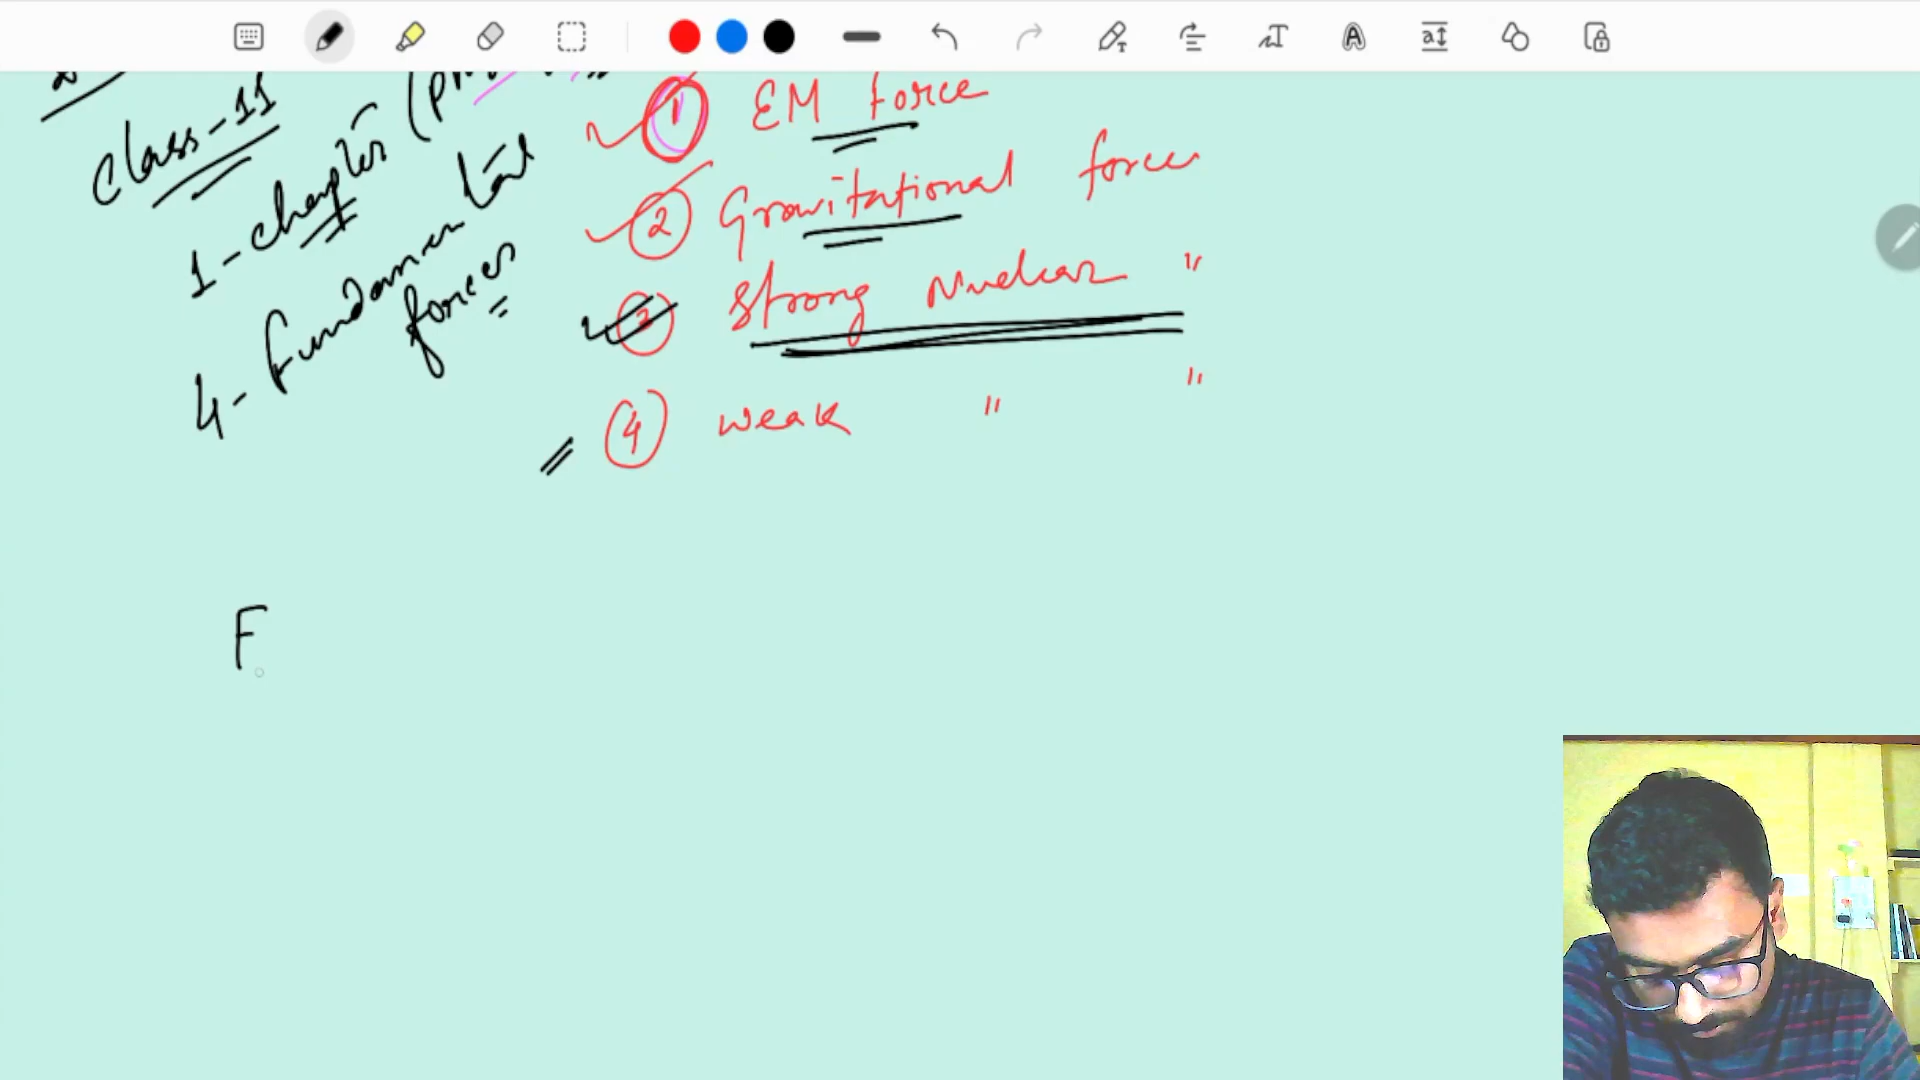 Class-11
1-chapter
4-Fundamental
forces
① EM Force
② Gravitational force
③ Strong Nuclear "
④ weak " "
F